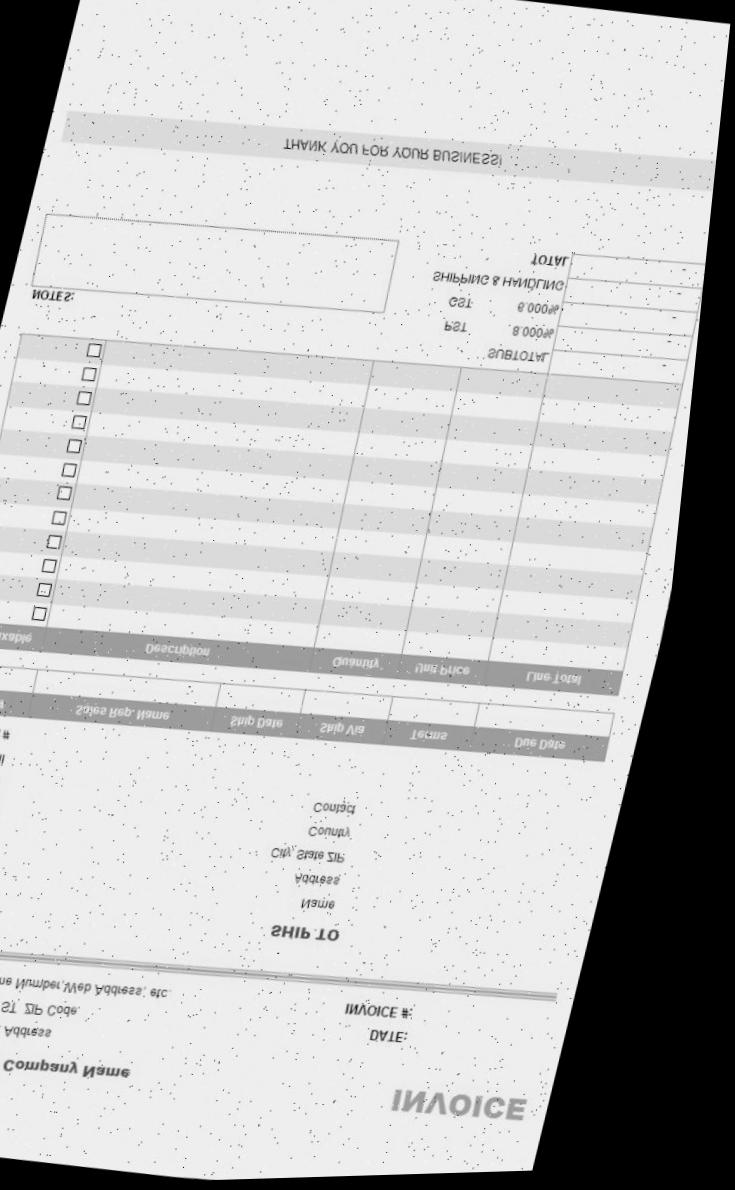 INVOICE
Company Name
Address
DATE:
ST ZIP Code
INVOICE #:
Number, Web Address, etc.
SHIP TO
Name
Address
City, State ZIP
Country
Contact
#
Sales Rep. Name Ship Date Ship Via Terms Due Date
Description Quantity Unit Price Line Total
SUBTOTAL -
PST 8.000% -
GST 6.000% -
SHIPPING & HANDLING -
TOTAL -
NOTES:
THANK YOU FOR YOUR BUSINESS!